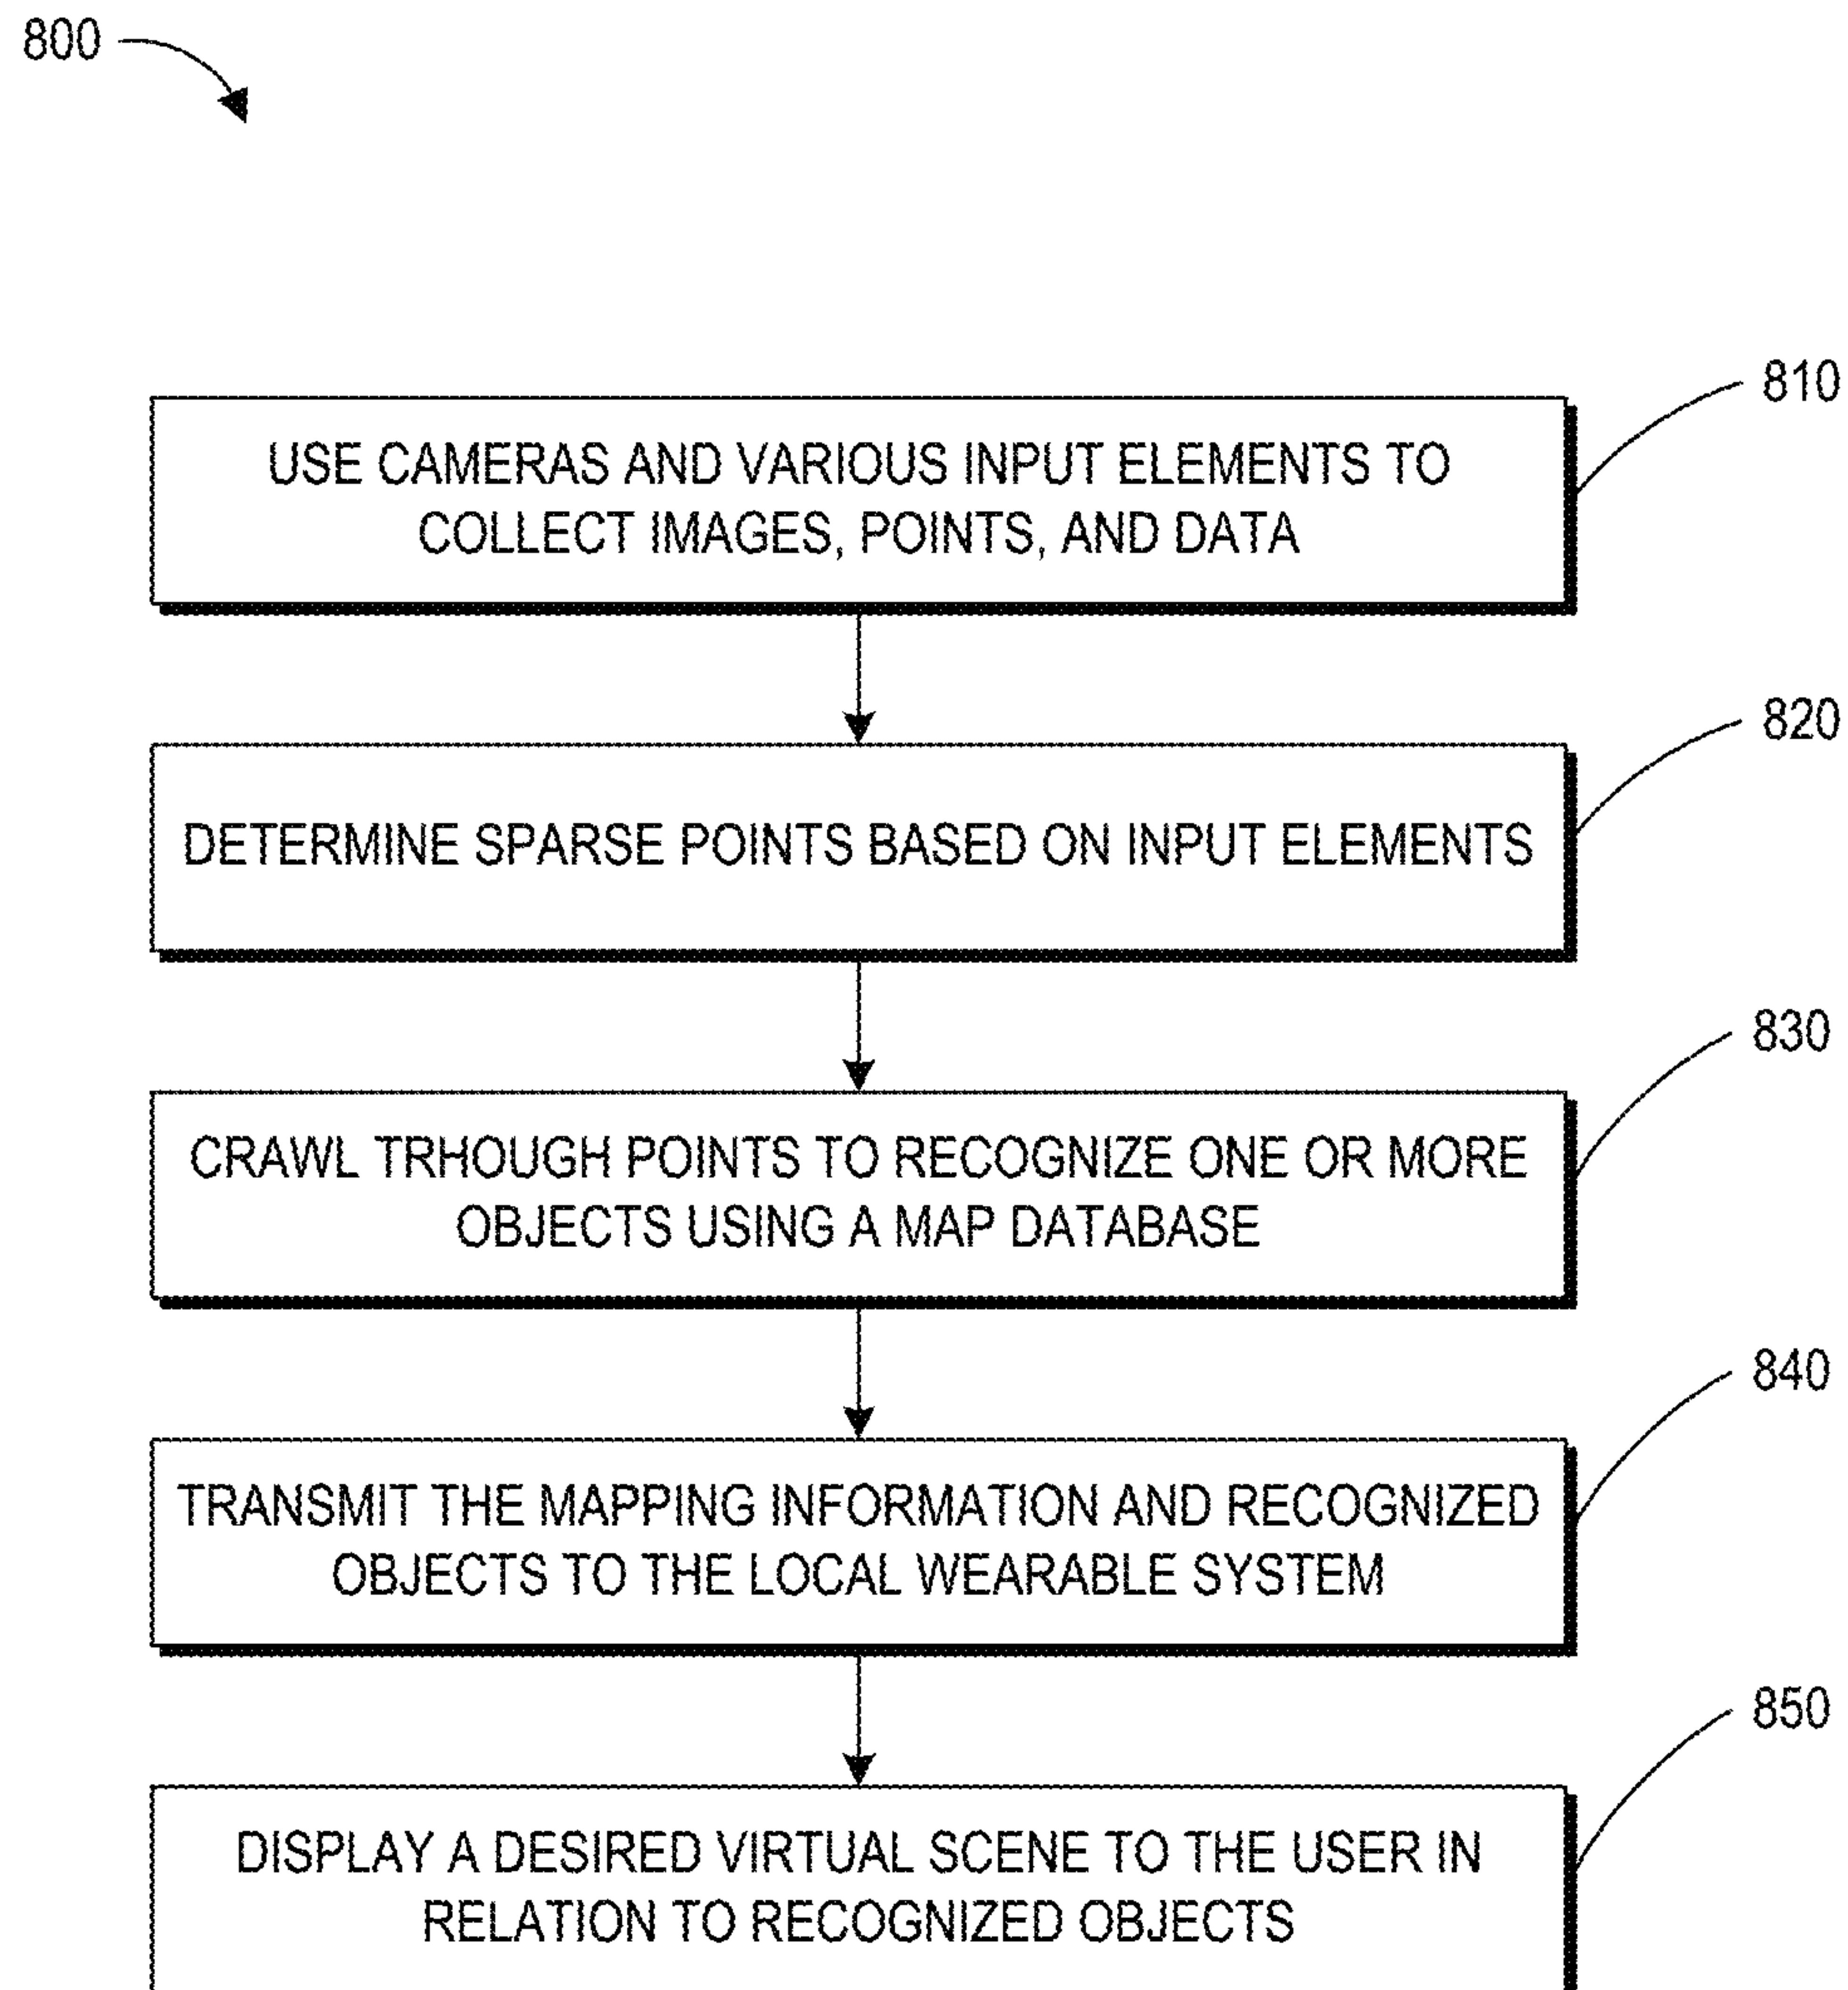 800
810
USE CAMERAS AND VARIOUS INPUT ELEMENTS TO
COLLECT IMAGES, POINTS, AND DATA
820
DETERMINE SPARSE POINTS BASED ON INPUT ELEMENTS
830
CRAWL TRHOUGH POINTS TO RECOGNIZE ONE OR MORE
OBJECTS USING A MAP DATABASE
840
TRANSMIT THE MAPPING INFORMATION AND RECOGNIZED
OBJECTS TO THE LOCAL WEARABLE SYSTEM
850
DISPLAY A DESIRED VIRTUAL SCENE TO THE USER IN
RELATION TO RECOGNIZED OBJECTS